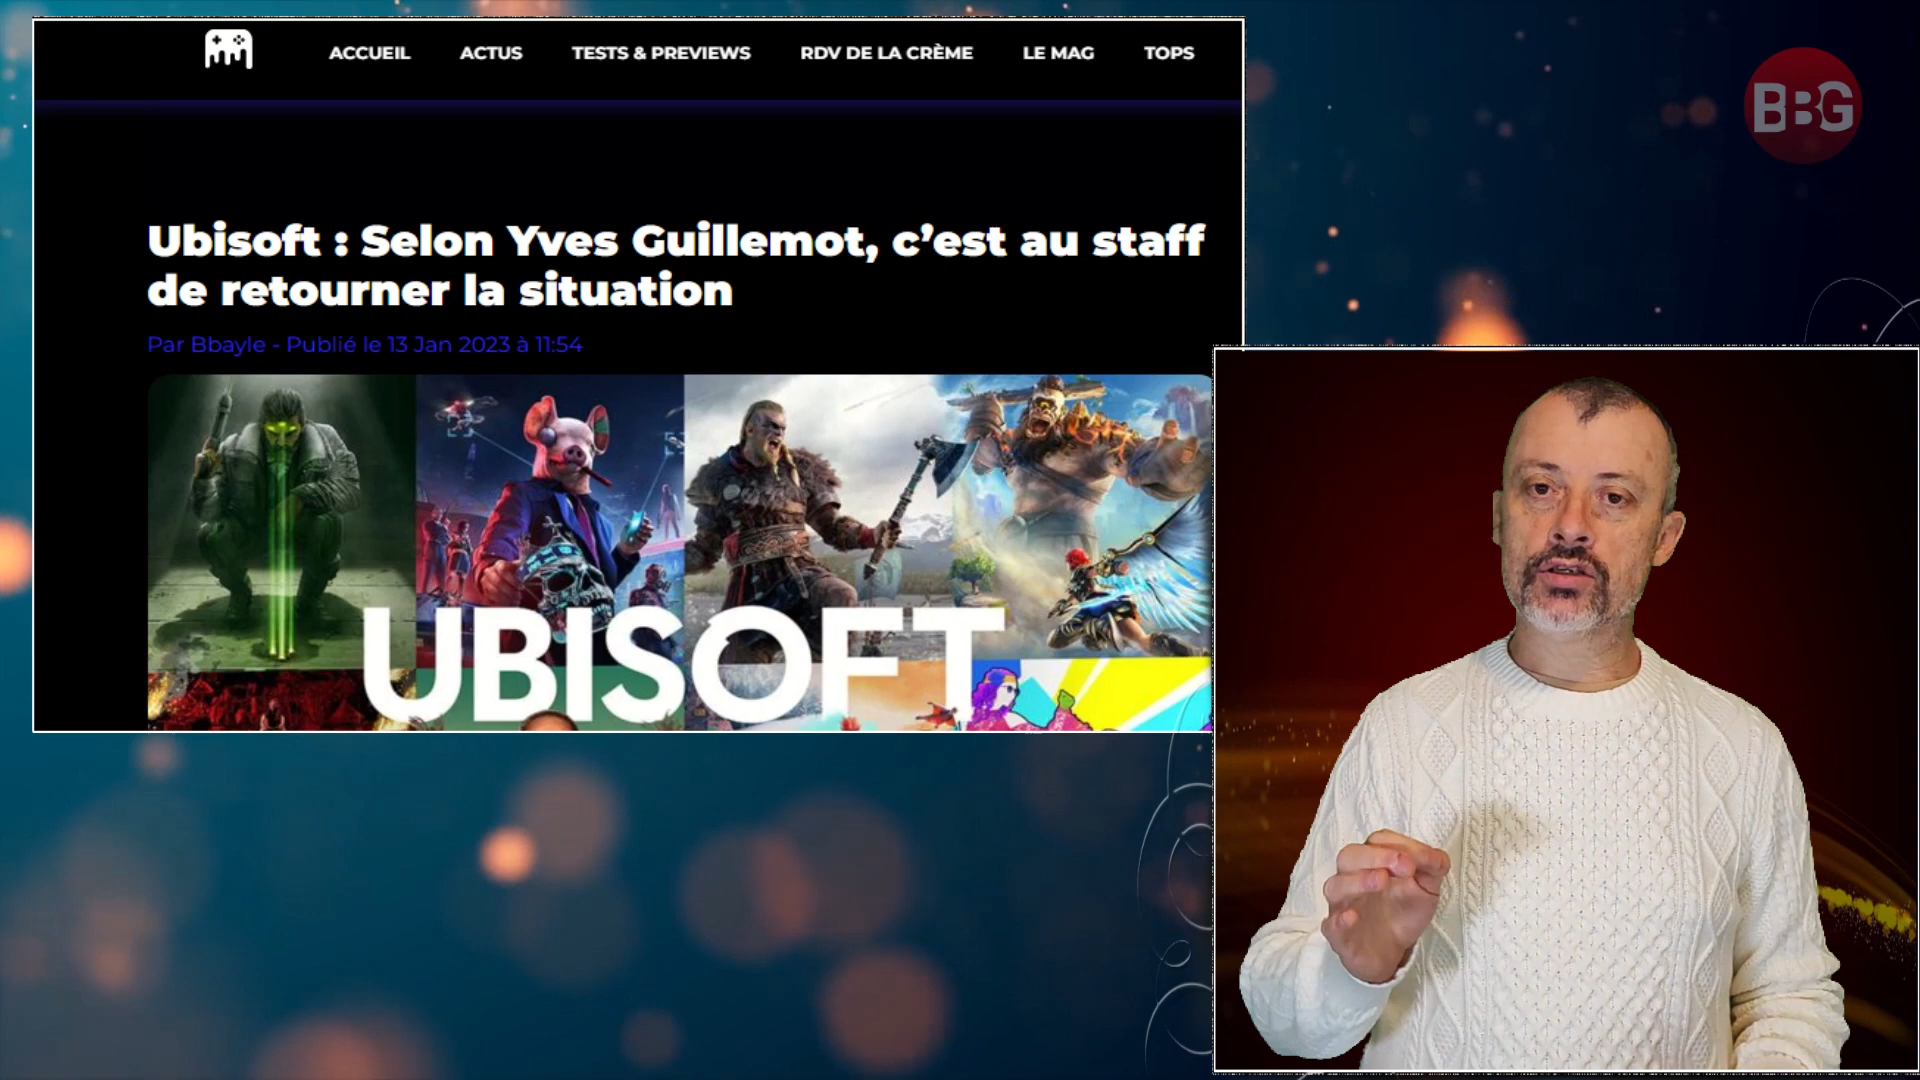 ACCUEIL ACTUS TESTS & PREVIEWS RDV DE LA CRÈME LE MAG TOPS
BBG
Ubisoft : Selon Yves Guillemot, c’est au staff
de retourner la situation
Par Bbayle - Publié le 13 Jan 2023 à 11:54
UBISOFT